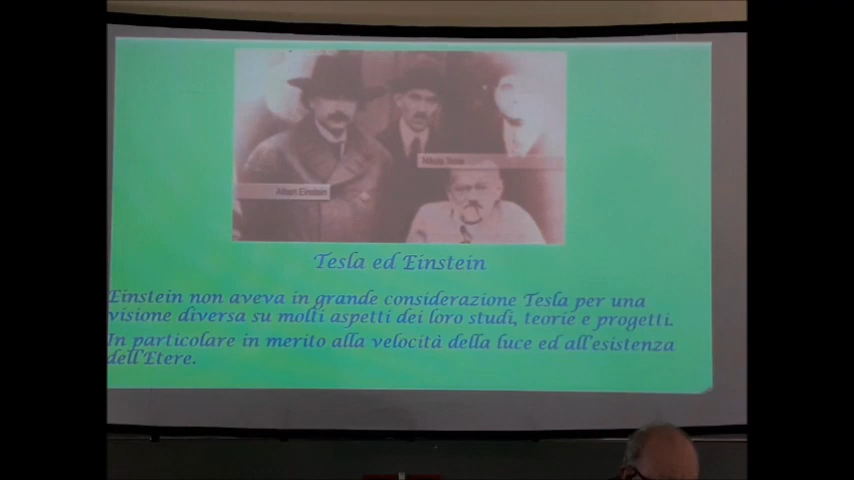 Nikola Tesla
Albert Einstein
Tesla ed Einstein
Einstein non aveva in grande considerazione Tesla per una
visione diversa su molti aspetti dei loro studi, teorie e progetti.
In particolare in merito alla velocità della luce ed all'esistenza
dell'Etere.